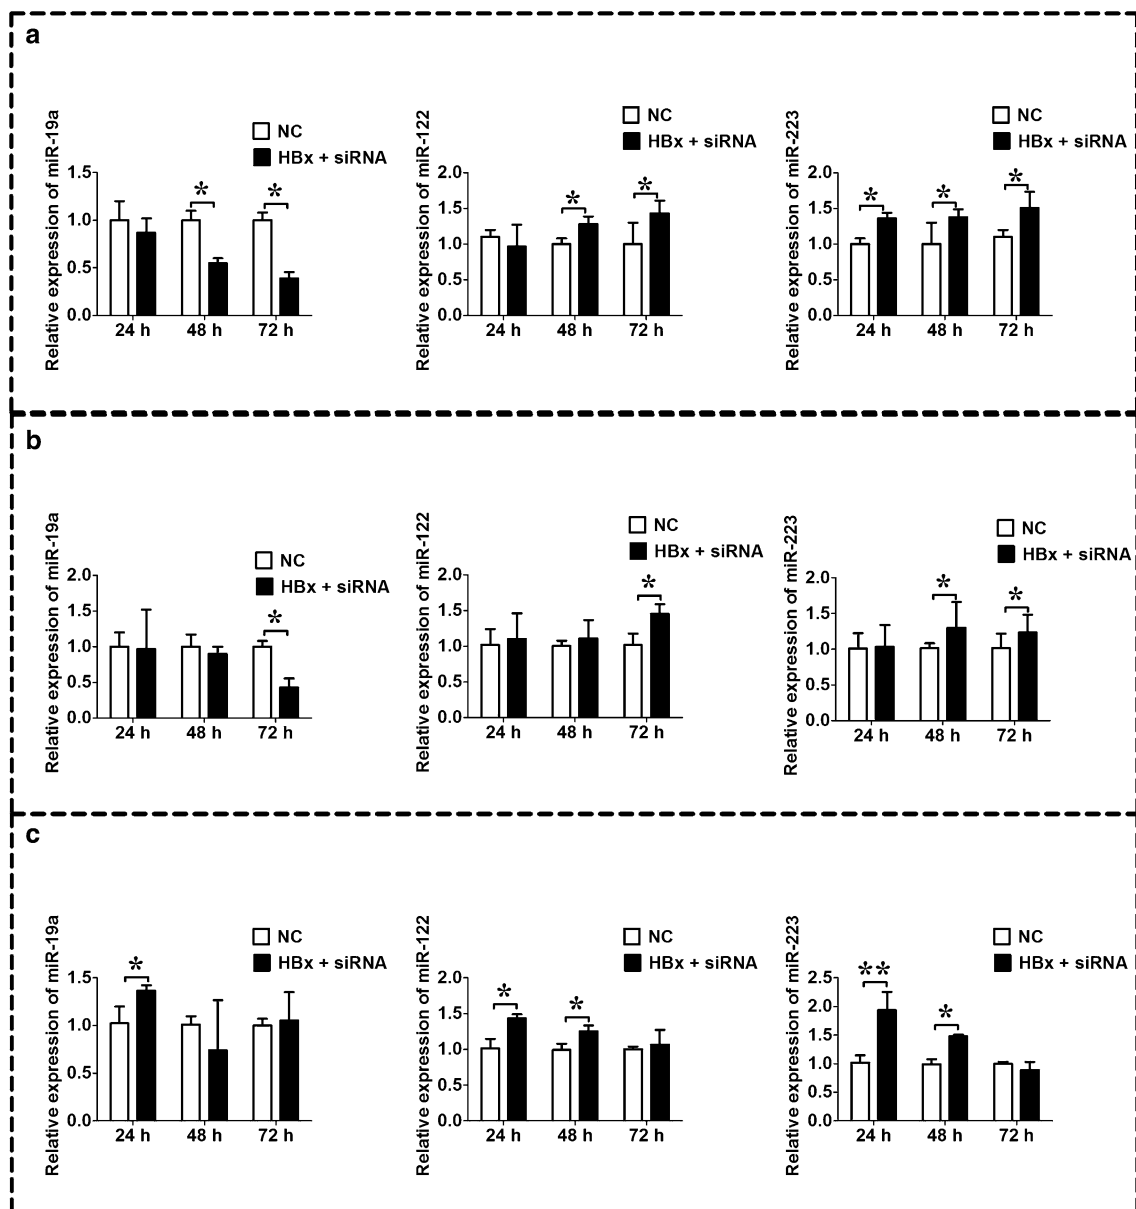 a
Relative expression of miR-19a
NC
HBx + siRNA
1.5
1.0
0.5
0.0
*
*
24 h 48 h 72 h
Relative expression of miR-122
NC
HBx + siRNA
2.0
1.5
1.0
0.5
0.0
*
*
24 h 48 h 72 h
Relative expression of miR-223
NC
HBx + siRNA
2.0
1.5
1.0
0.5
0.0
*
*
*
24 h 48 h 72 h
b
Relative expression of miR-19a
NC
HBx + siRNA
2.0
1.5
1.0
0.5
0.0
*
24 h 48 h 72 h
Relative expression of miR-122
NC
HBx + siRNA
2.0
1.5
1.0
0.5
0.0
*
24 h 48 h 72 h
Relative expression of miR-223
NC
HBx + siRNA
2.0
1.5
1.0
0.5
0.0
*
*
24 h 48 h 72 h
c
Relative expression of miR-19a
NC
HBx + siRNA
1.5
1.0
0.5
0.0
*
24 h 48 h 72 h
Relative expression of miR-122
NC
HBx + siRNA
2.0
1.5
1.0
0.5
0.0
*
*
24 h 48 h 72 h
Relative expression of miR-223
NC
HBx + siRNA
2.5
2.0
1.5
1.0
0.5
0.0
**
*
24 h 48 h 72 h